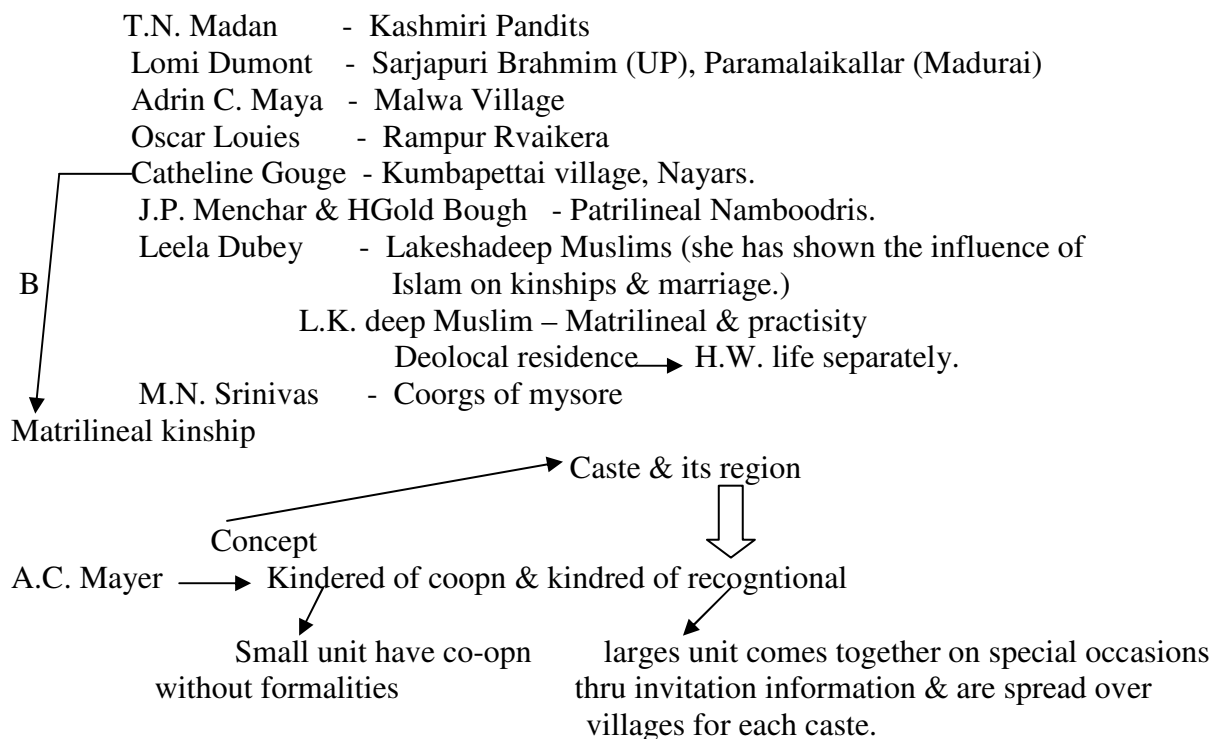 T.N. Madan - Kashmiri Pandits
Lomi Dumont - Sarjapuri Brahmim (UP), Paramalaikallar (Madurai)
Adrin C. Maya - Malwa Village
Oscar Louies - Rampur Rvaikera
Catheline Gouge - Kumbapettai village, Nayars.
J.P. Menchar & HGold Bough - Patrilineal Namboodris.
Leela Dubey - Lakeshadeep Muslims (she has shown the influence of
B Islam on kinships & marriage.)
L.K. deep Muslim – Matrilineal & practisity
Deolocal residence H.W. life separately.
M.N. Srinivas - Coorgs of mysore
Matrilineal kinship
Caste & its region
Concept
A.C. Mayer Kindered of coopn & kindred of recogntional
Small unit have co-opn larges unit comes together on special occasions
without formalities thru invitation information & are spread over
villages for each caste.